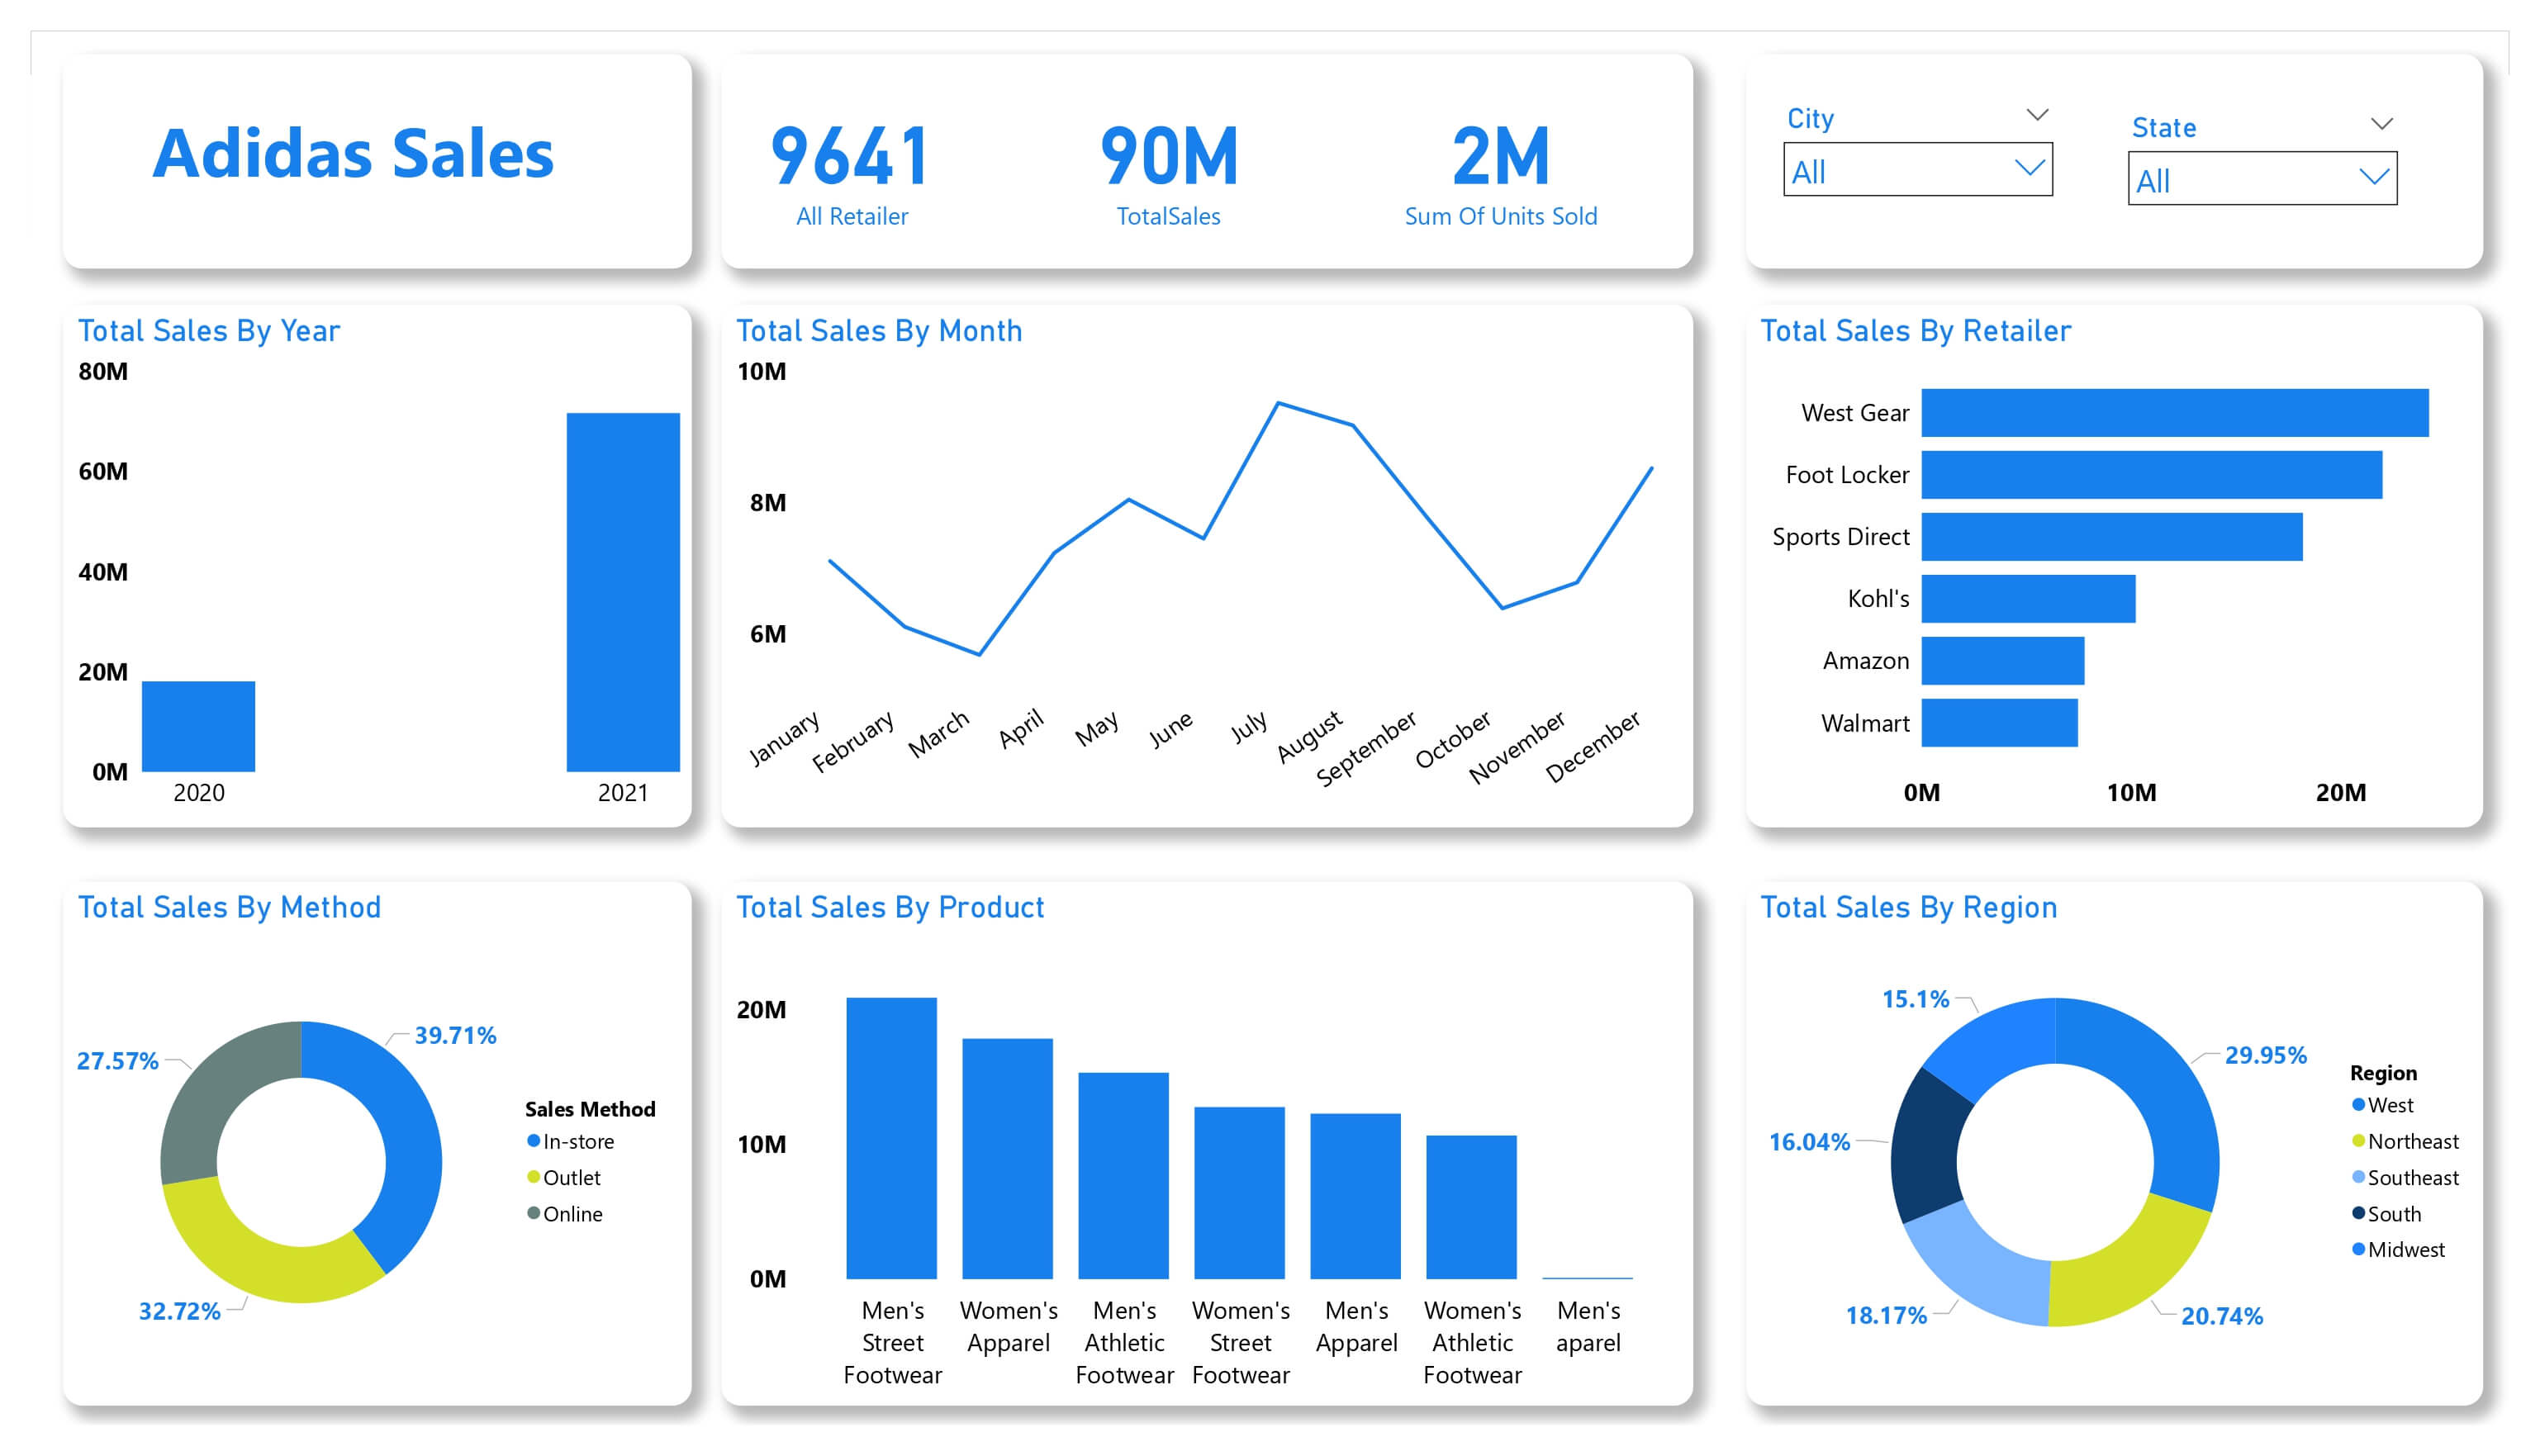 Adidas Sales
9641
All Retailer
90M
TotalSales
2M
Sum Of Units Sold
City
All
State
All
Total Sales By Year
80M
60M
40M
20M
0M
2020
2021
Total Sales By Month
10M
8M
6M
January
February
March
April
May
June
July
August
September
October
November
December
Total Sales By Retailer
West Gear
Foot Locker
Sports Direct
Kohl's
Amazon
Walmart
0M
10M
20M
Total Sales By Method
39.71%
27.57%
32.72%
Sales Method
In-store
Outlet
Online
Total Sales By Product
20M
10M
0M
Men's
Street
Footwear
Women's
Apparel
Men's
Athletic
Footwear
Women's
Street
Footwear
Men's
Apparel
Women's
Athletic
Footwear
Men's
aparel
Total Sales By Region
15.1%
29.95%
16.04%
18.17%
20.74%
Region
West
Northeast
Southeast
South
Midwest